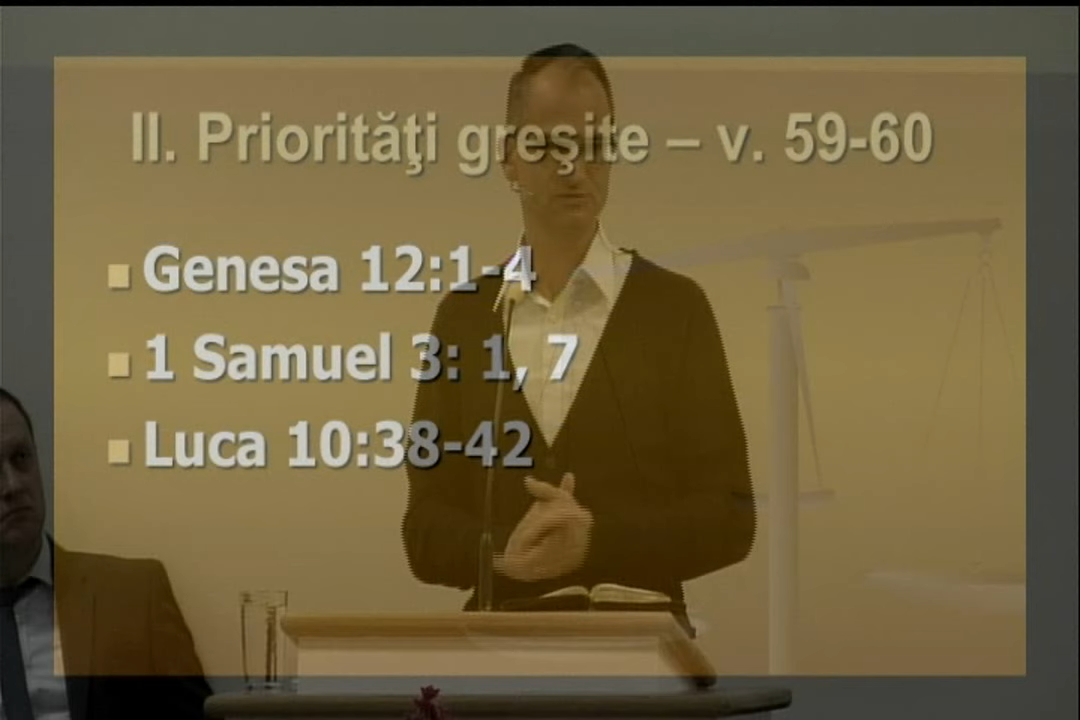 II. Priorităţi greşite – v. 59-60
Genesa 12:1-4
1 Samuel 3: 1, 7
Luca 10:38-42